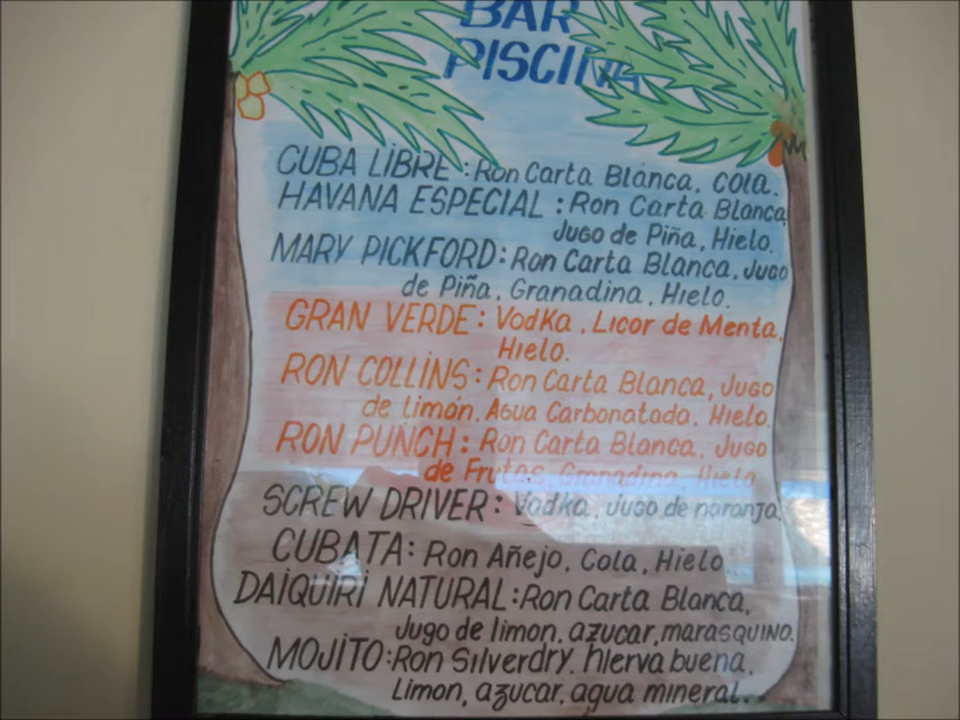 BAR
PISCINA
CUBA LIBRE : Ron Carta Blanca, COLA.
HAVANA ESPECIAL : Ron Carta Blanca
Jugo de Piña, Hielo.
MARY PICKFORD: Ron Carta Blanca, Jugo
de Piña, Granadina, Hielo.
GRAN VERDE: Vodka, Licor de Menta,
Hielo.
RON COLLINS: Ron Carta Blanca, Jugo
de limón, Agua Carbonatada, Hielo.
RON PUNCH: Ron Carta Blanca, Jugo
de Frutas, Granadina, Hielo
SCREW DRIVER: Vodka, Jugo de naranja.
CUBATA: Ron Añejo, Cola, Hielo
DAIQUIRI NATURAL: Ron Carta Blanca,
Jugo de limon, azucar, marasquino.
MOJITO: Ron Silverdry, hierva buena,
Limon, azucar, agua mineral..